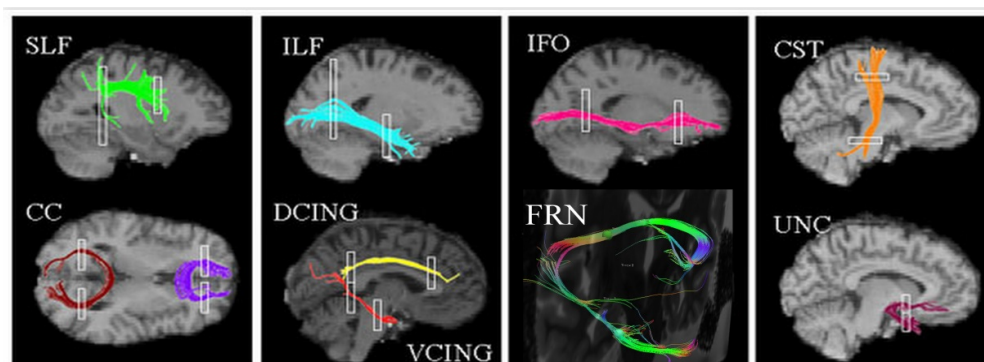 SLF
ILF
IFO
CST
CC
DCING
VCING
FRN
UNC